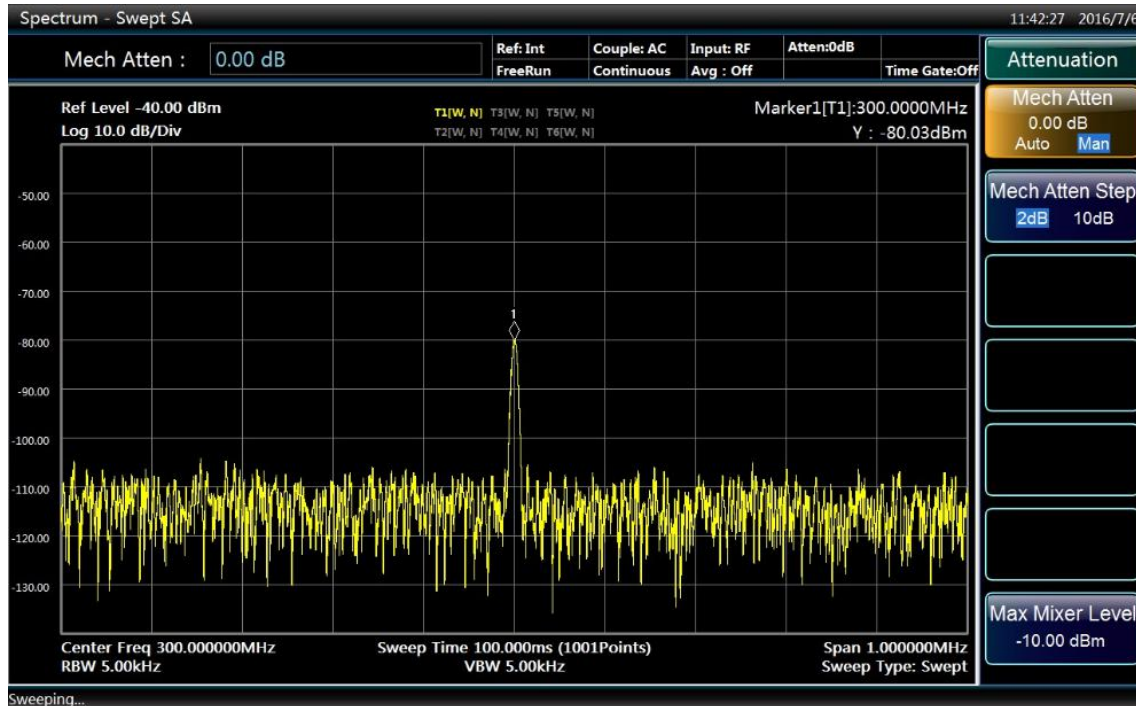 Spectrum - Swept SA 11:42:27 2016/7/6
Mech Atten : 0.00 dB
Ref: Int Couple: AC Input: RF Atten:0dB
FreeRun Continuous Avg : Off Time Gate:Off
Attenuation
Mech Atten
0.00 dB
Auto Man
Mech Atten Step
2dB 10dB
Max Mixer Level
-10.00 dBm
Ref Level -40.00 dBm T1[W, N] T3[W, N] T5[W, N] Marker1[T1]:300.0000MHz
Log 10.0 dB/Div T2[W, N] T4[W, N] T6[W, N] Y : -80.03dBm
-50.00
-60.00
-70.00
1
-80.00
-90.00
-100.00
-110.00
-120.00
-130.00
Center Freq 300.000000MHz Sweep Time 100.000ms (1001Points) Span 1.000000MHz
RBW 5.00kHz VBW 5.00kHz Sweep Type: Swept
Sweeping...